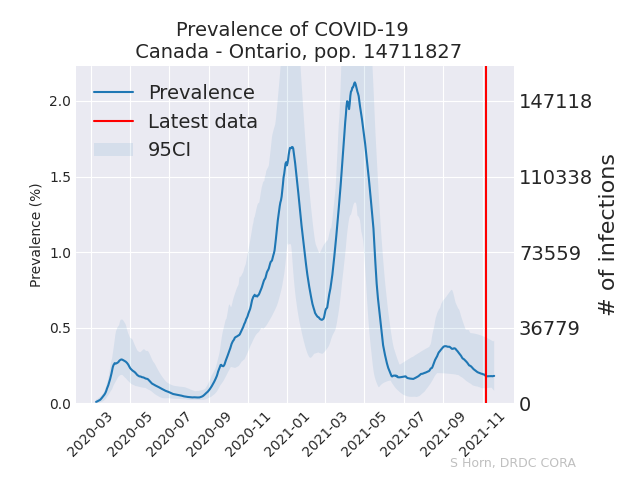 Prevalence of COVID-19
Canada - Ontario, pop. 14711827
Prevalence
Latest data
95CI
Prevalence (%)
2.0
1.5
1.0
0.5
0.0
147118
110338
73559
36779
0
# of infections
2020-03
2020-05
2020-07
2020-09
2020-11
2021-01
2021-03
2021-05
2021-07
2021-09
2021-11
S Horn, DRDC CORA